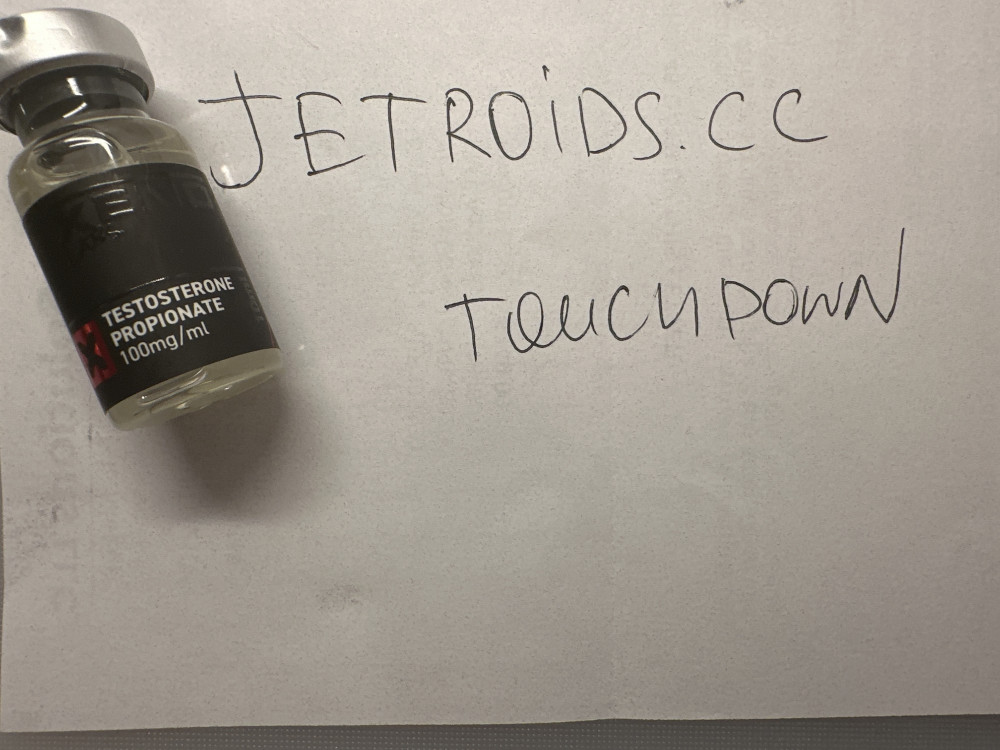 JETROiDS.CC
TOUCHDOWN
TESTOSTERONE
PROPIONATE
100mg/ml